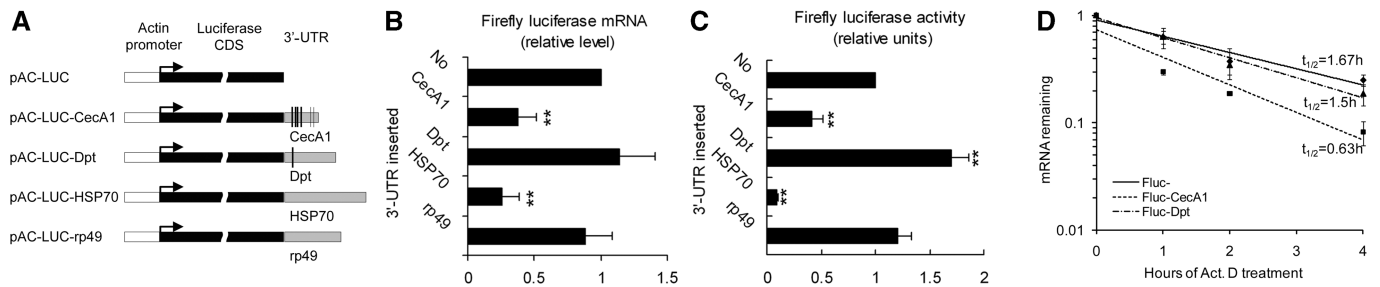 A
Actin promoter
Luciferase CDS
3'-UTR
pAC-LUC
pAC-LUC-CecA1
CecA1
pAC-LUC-Dpt
Dpt
pAC-LUC-HSP70
HSP70
pAC-LUC-rp49
rp49
B
Firefly luciferase mRNA
(relative level)
3'-UTR inserted
No
CecA1
**
Dpt
HSP70
**
rp49
0 0.5 1 1.5
C
Firefly luciferase activity
(relative units)
3'-UTR inserted
No
CecA1
**
Dpt
**
HSP70
**
rp49
0 0.5 1 1.5 2
D
mRNA remaining
1
0.1
0.01
t1/2=1.67h
t1/2=1.5h
t1/2=0.63h
Fluc-
Fluc-CecA1
Fluc-Dpt
0 1 2 3 4
Hours of Act. D treatment